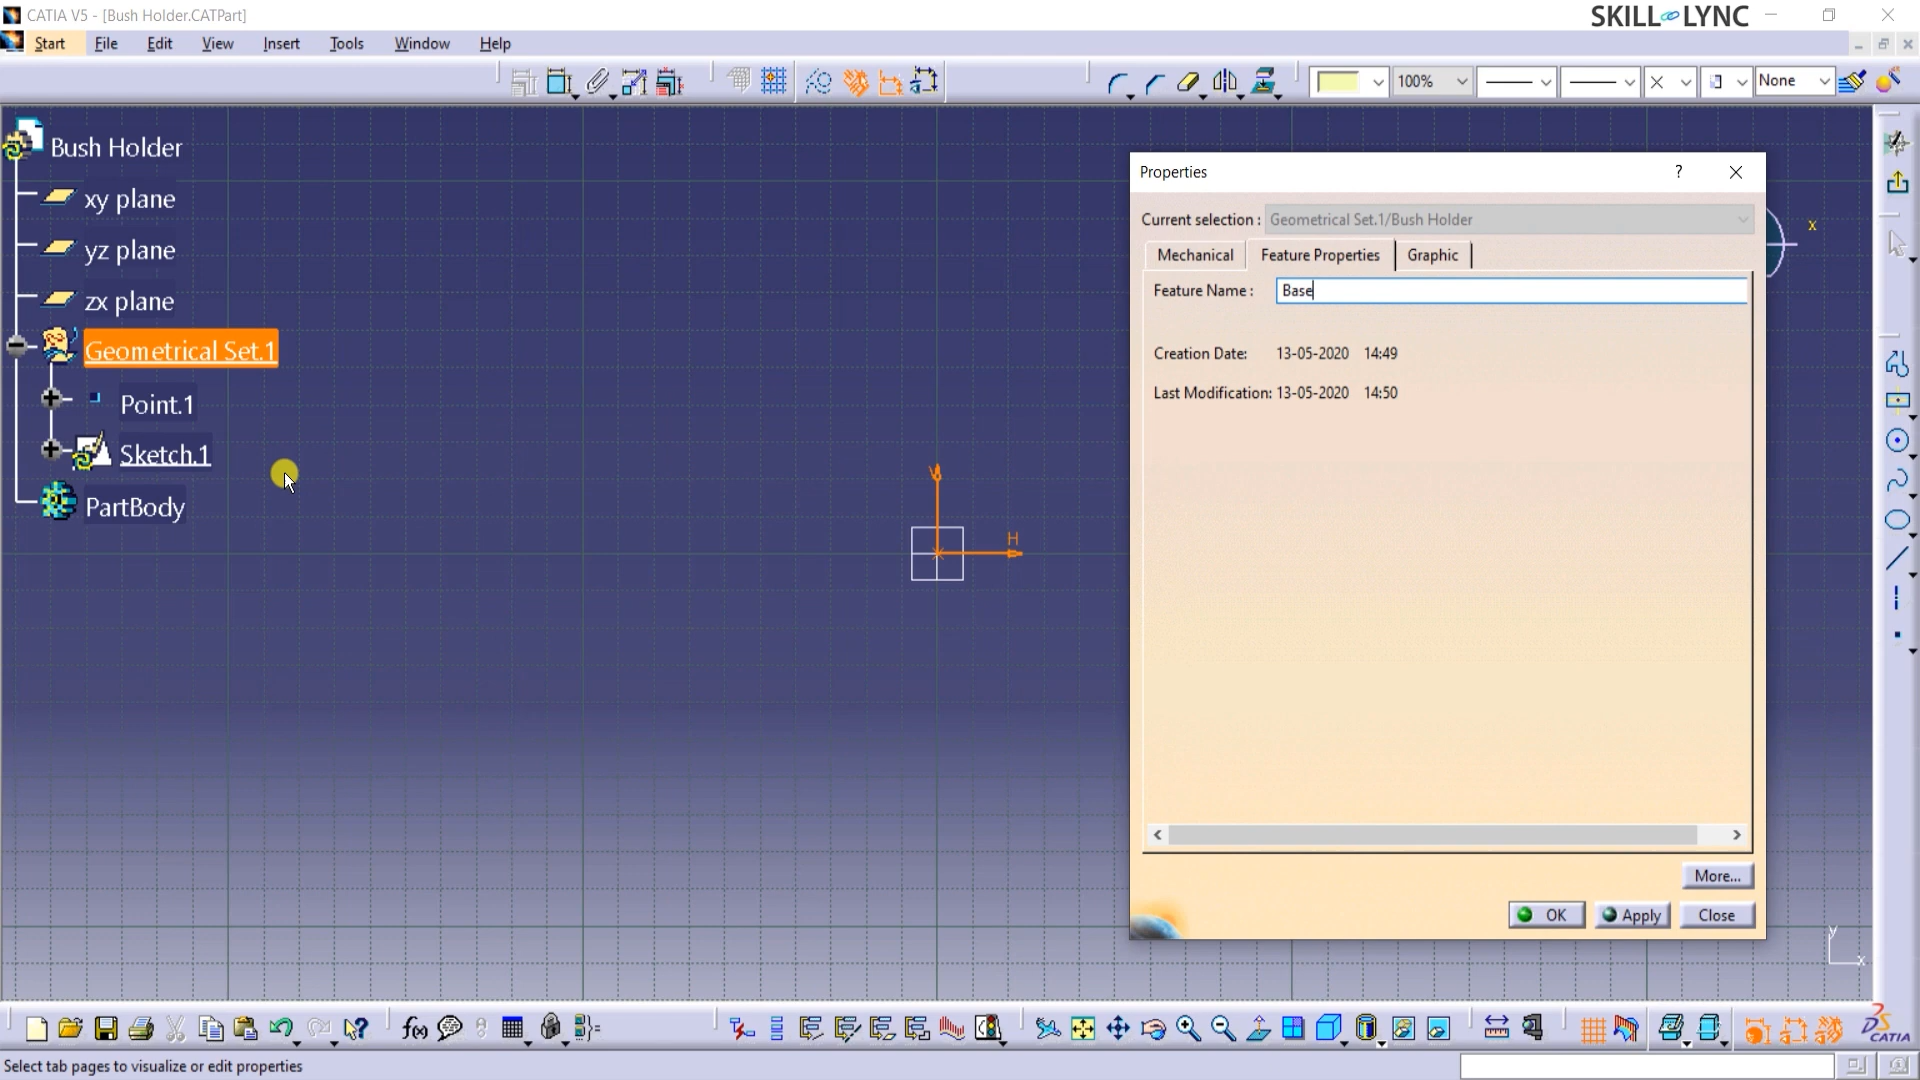 CATIA V5 - [Bush Holder.CATPart]
SKILL LYNC
Start File Edit View Insert Tools Window Help
100%
None
Bush Holder
xy plane
yz plane
zx plane
Geometrical Set.1
Point.1
Sketch.1
PartBody
V
H
x
Properties
?
Current selection : Geometrical Set.1/Bush Holder
Mechanical Feature Properties Graphic
Feature Name : Base
Creation Date: 13-05-2020 14:49
Last Modification: 13-05-2020 14:50
More...
OK Apply Close
y
x
f(x)
CATIA
Select tab pages to visualize or edit properties